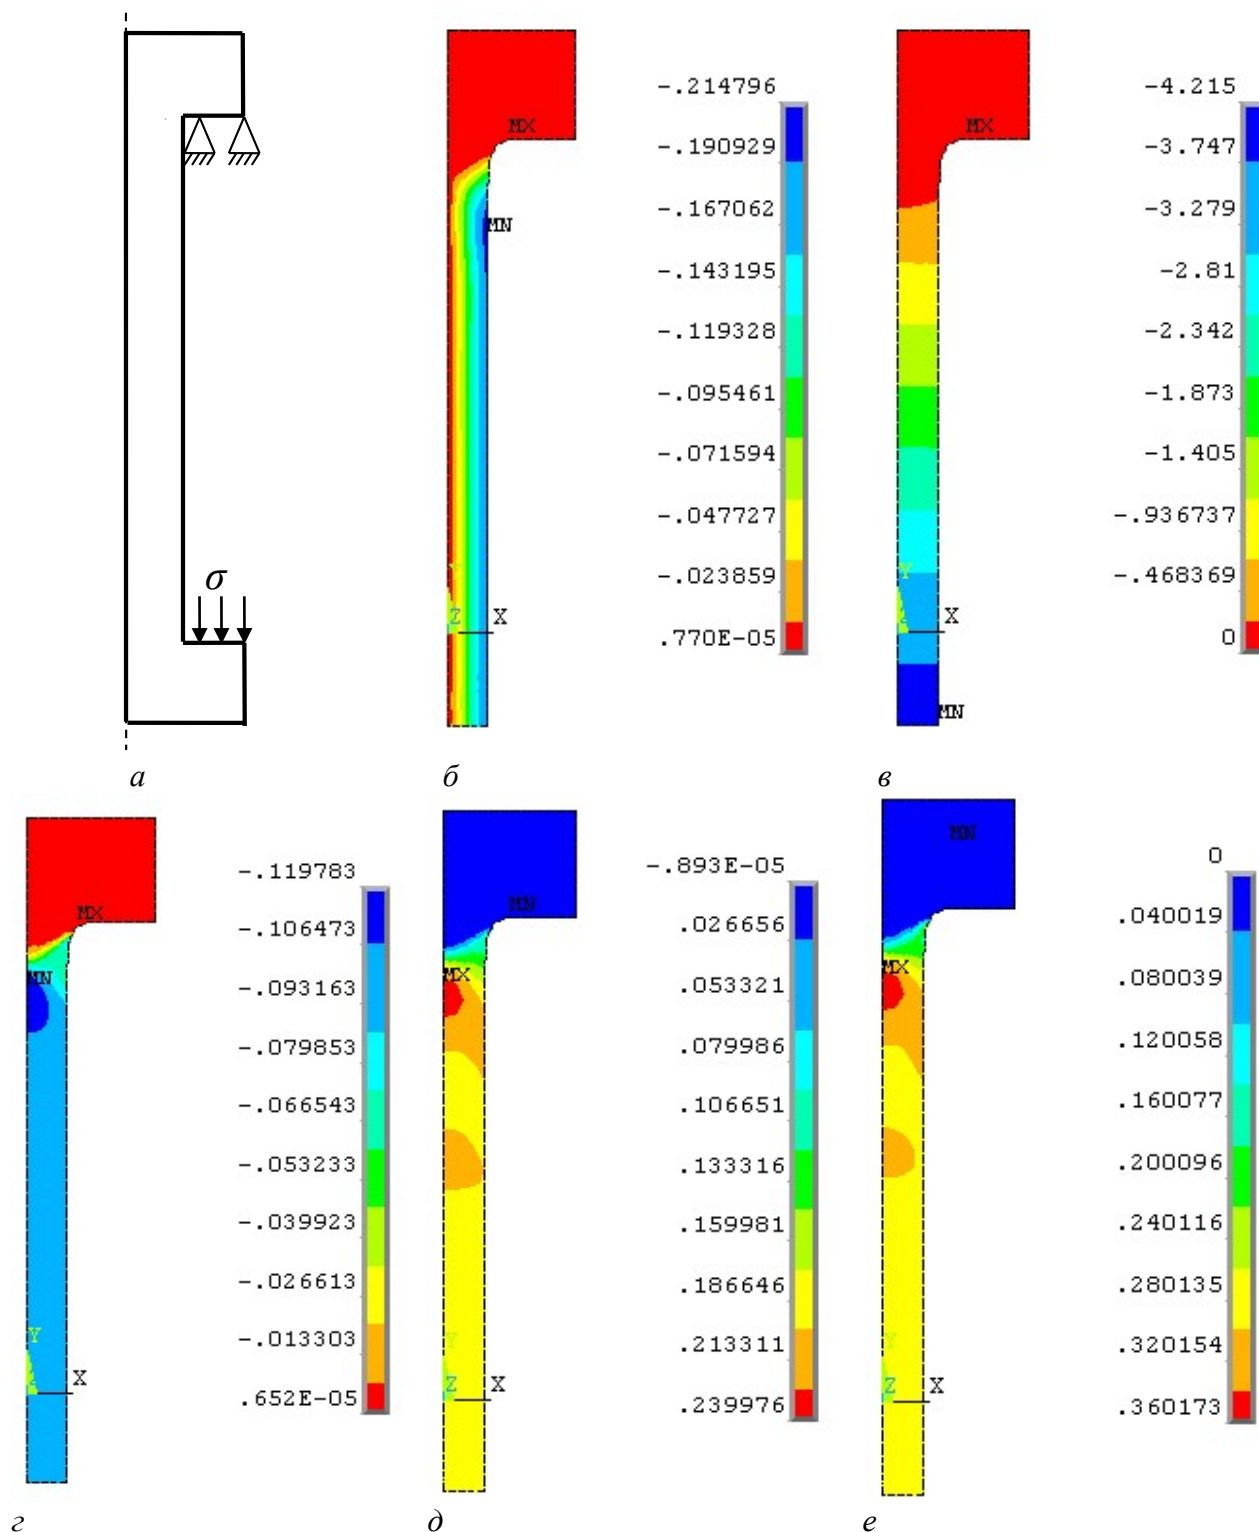 σ
а
MX
MN
Y
Z
X
-.214796
-.190929
-.167062
-.143195
-.119328
-.095461
-.071594
-.047727
-.023859
.770E-05
б
MX
Y
X
MN
-4.215
-3.747
-3.279
-2.81
-2.342
-1.873
-1.405
-.936737
-.468369
0
в
MX
MN
Y
X
-.119783
-.106473
-.093163
-.079853
-.066543
-.053233
-.039923
-.026613
-.013303
.652E-05
г
MN
MX
Y
Z
X
-.893E-05
.026656
.053321
.079986
.106651
.133316
.159981
.186646
.213311
.239976
д
MN
MX
Y
Z
X
0
.040019
.080039
.120058
.160077
.200096
.240116
.280135
.320154
.360173
е